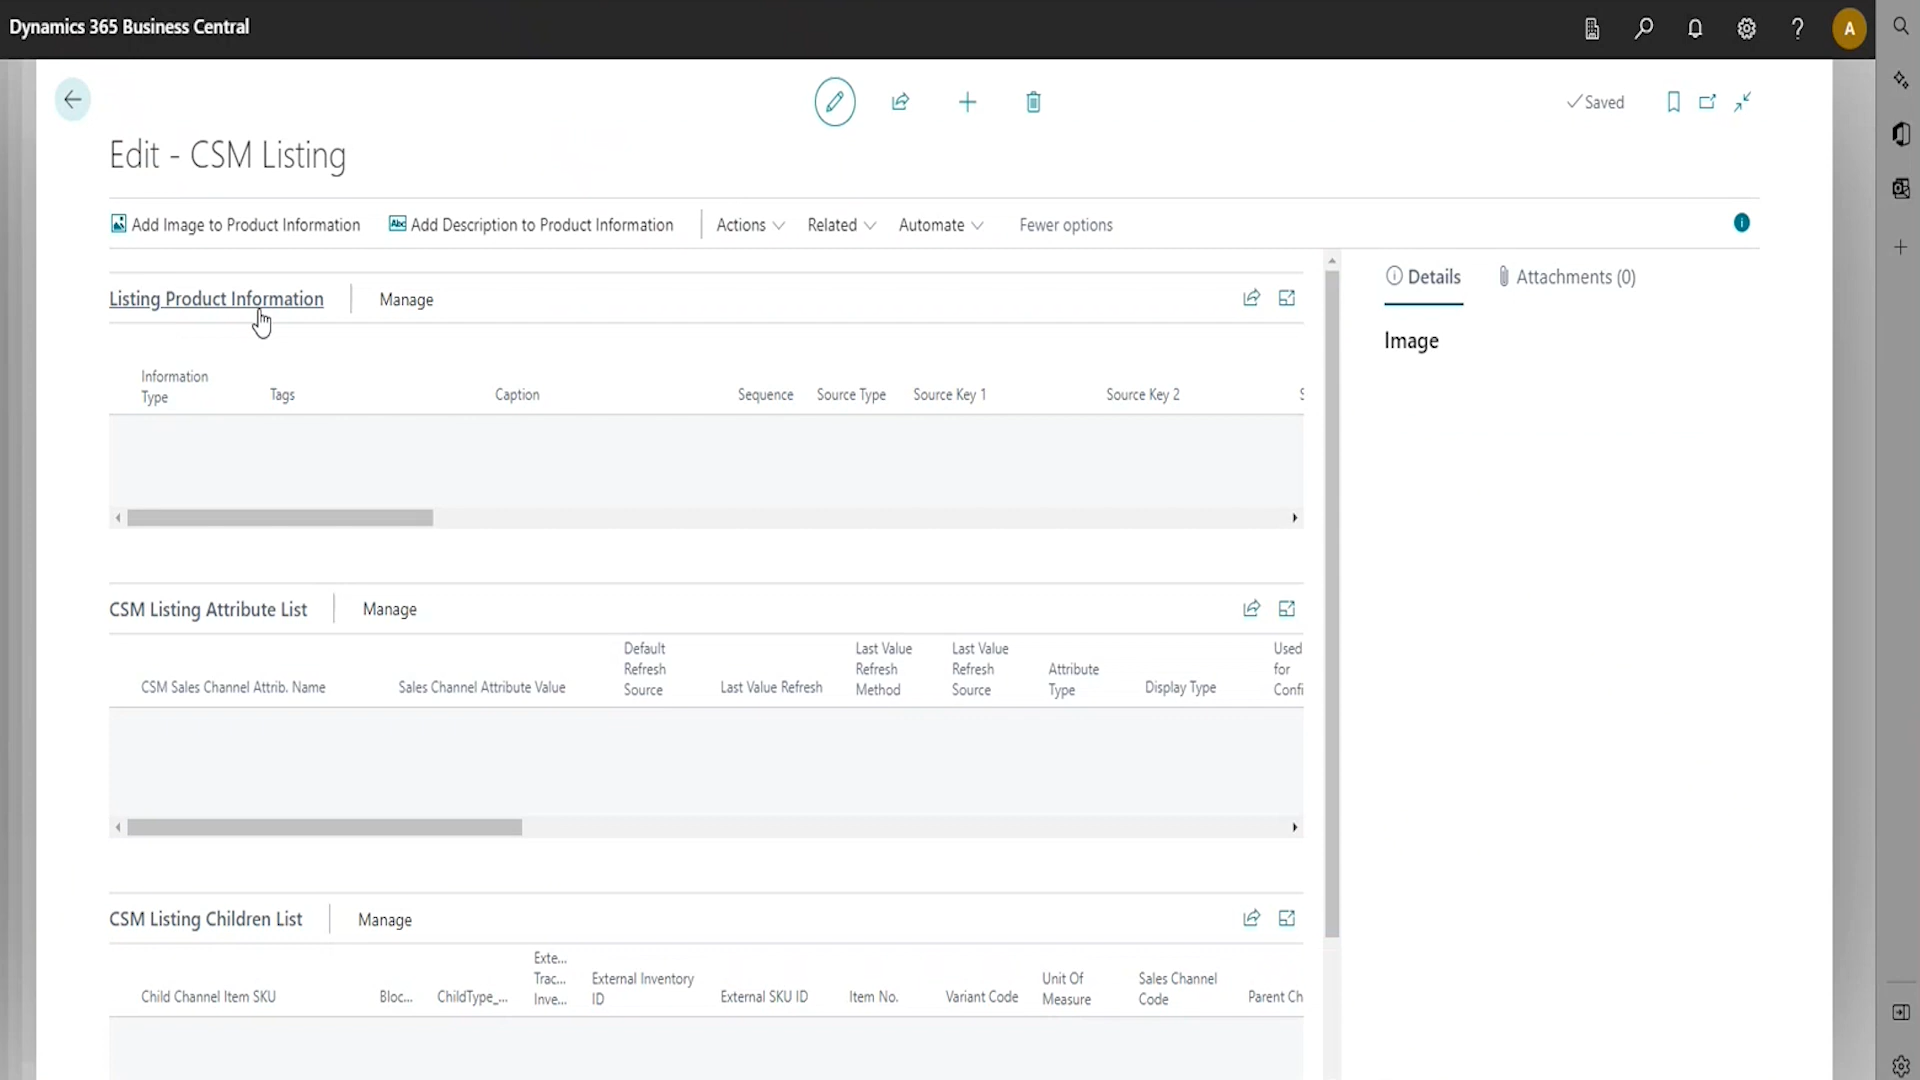 Dynamics 365 Business Central
A
Saved
Edit - CSM Listing
Add Image to Product Information
Abc Add Description to Product Information
Actions
Related
Automate
Fewer options
Listing Product Information
Manage
Details
Attachments (0)
Image
Information
Type
Tags
Caption
Sequence
Source Type
Source Key 1
Source Key 2
CSM Listing Attribute List
Manage
CSM Sales Channel Attrib. Name
Sales Channel Attribute Value
Default
Refresh
Source
Last Value Refresh
Last Value
Refresh
Method
Last Value
Refresh
Source
Attribute
Type
Display Type
Used
for
Confi
CSM Listing Children List
Manage
Child Channel Item SKU
Bloc...
ChildType_...
Exte...
Trac...
Inve...
External Inventory
ID
External SKU ID
Item No.
Variant Code
Unit Of
Measure
Sales Channel
Code
Parent Ch